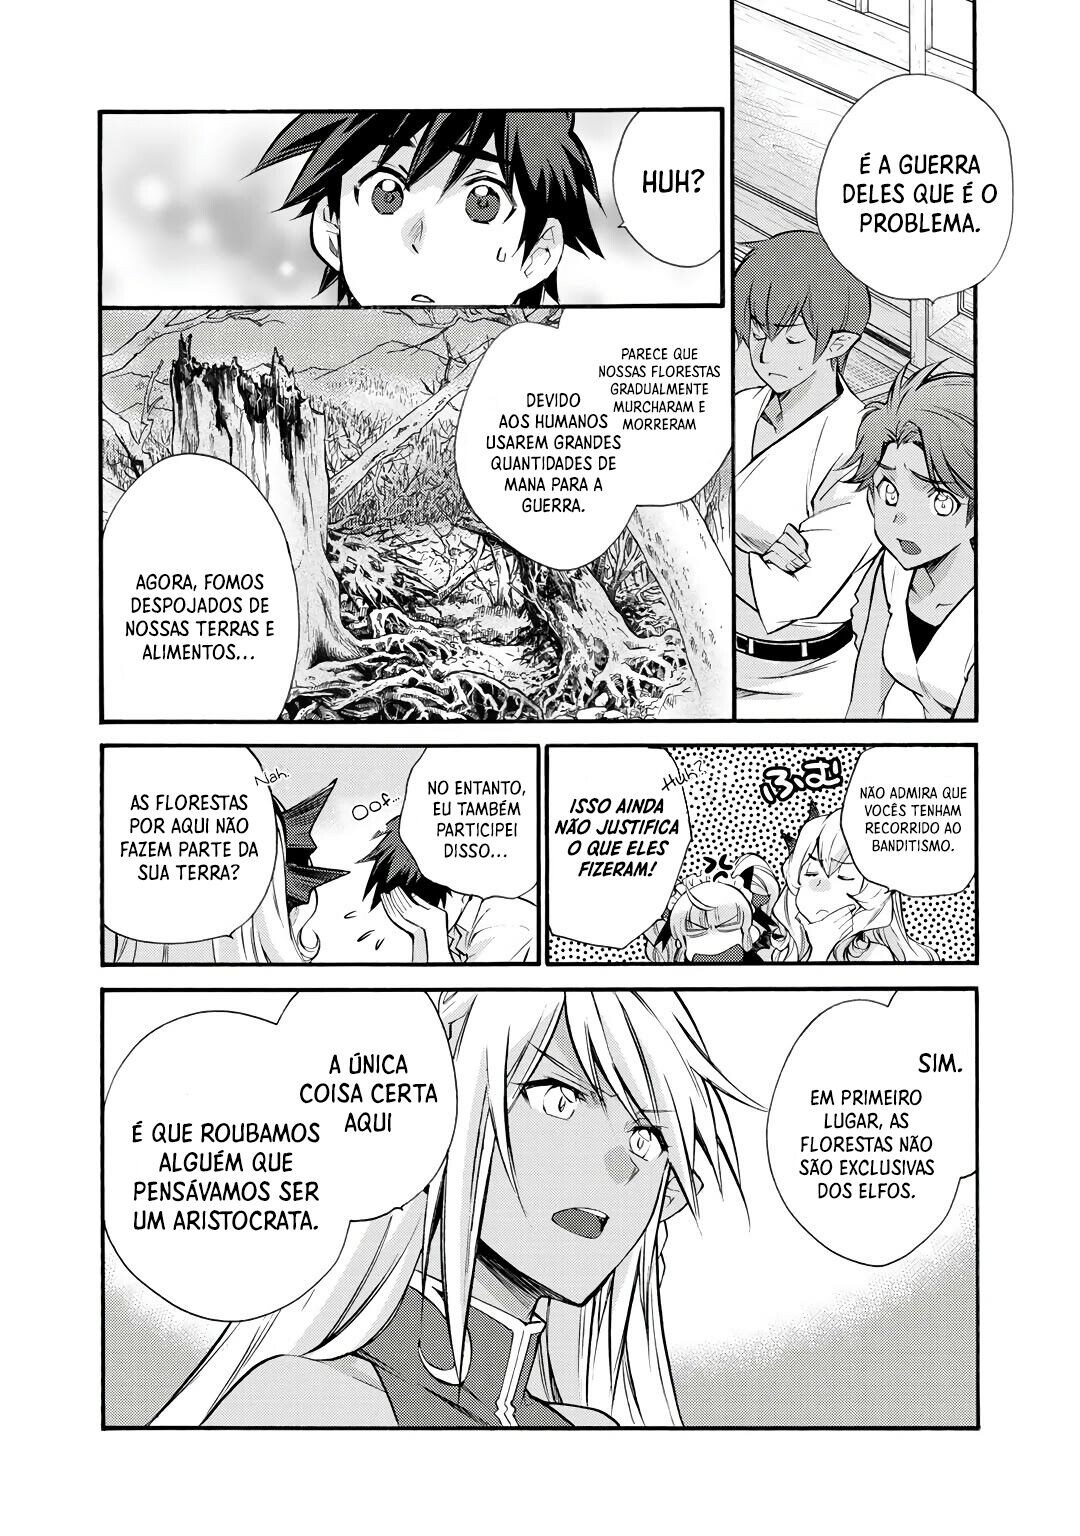 É A GUERRA
DELES QUE É O
PROBLEMA.
HUH?
PARECE QUE
NOSSAS FLORESTAS
GRADUALMENTE
MURCHARAM E
MORRERAM
DEVIDO
AOS HUMANOS
USAREM GRANDES
QUANTIDADES DE
MANA PARA A
GUERRA.
AGORA, FOMOS
DESPOJADOS DE
NOSSAS TERRAS E
ALIMENTOS...
NÃO ADMIRA QUE
VOCÊS TENHAM
RECORRIDO AO
BANDITISMO.
ふむ
Huh?
ISSO AINDA
NÃO JUSTIFICA
O QUE ELES
FIZERAM!
NO ENTANTO,
EU TAMBÉM
PARTICIPEI
DISSO...
Oof...
Nah.
AS FLORESTAS
POR AQUI NÃO
FAZEM PARTE DA
SUA TERRA?
SIM.
EM PRIMEIRO
LUGAR, AS
FLORESTAS NÃO
SÃO EXCLUSIVAS
DOS ELFOS.
A ÚNICA
COISA CERTA
AQUI
É QUE ROUBAMOS
ALGUÉM QUE
PENSÁVAMOS SER
UM ARISTOCRATA.